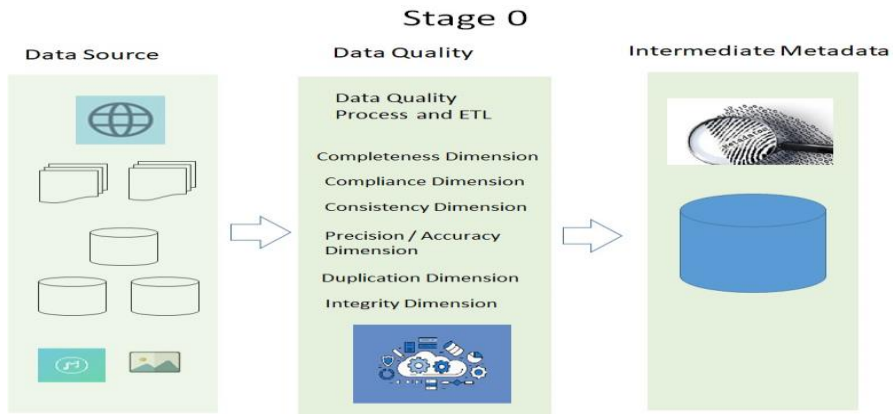 Stage 0
Data Source
Data Quality
Intermediate Metadata
Data Quality
Process and ETL
Completeness Dimension
Compliance Dimension
Consistency Dimension
Precision / Accuracy
Dimension
Duplication Dimension
Integrity Dimension
Metadata